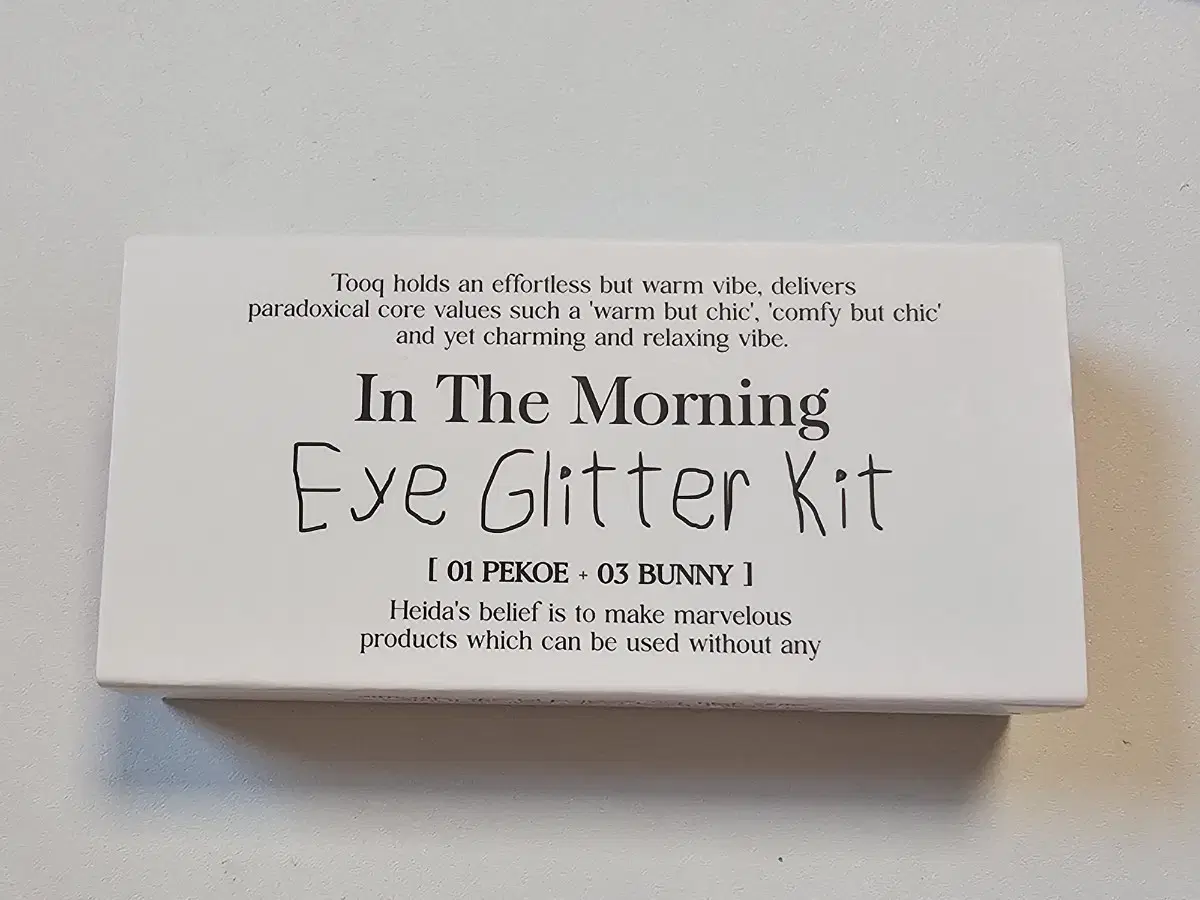 Tooq holds an effortless but warm vibe, delivers
paradoxical core values such a 'warm but chic', 'comfy but chic'
and yet charming and relaxing vibe.
In The Morning
Eye Glitter Kit
[ 01 PEKOE + 03 BUNNY ]
Heida's belief is to make marvelous
products which can be used without any